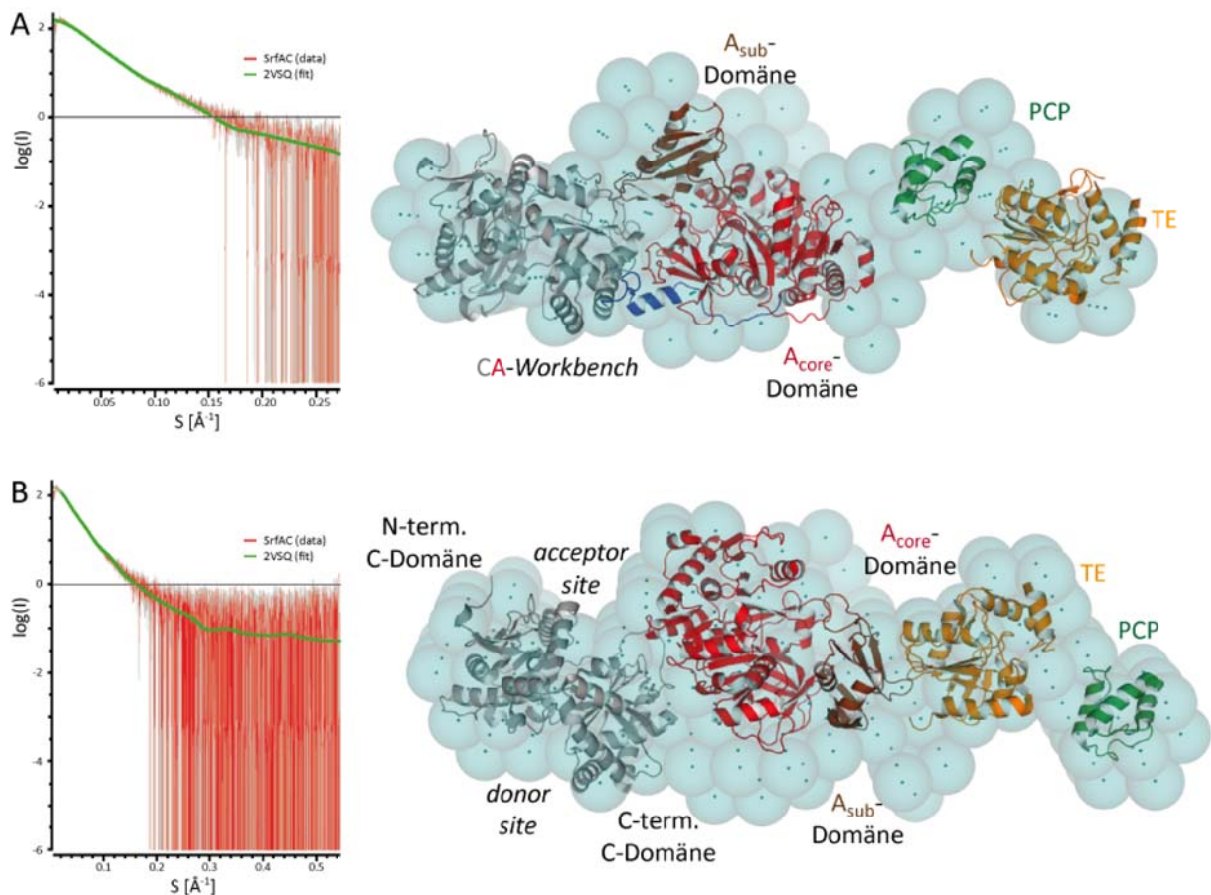 A
2
0
-2
-4
-6
log(I)
SrfAC (data)
2VSQ (fit)
0.05
0.10
0.15
0.20
0.25
S [Å⁻¹]
Asub-
Domäne
PCP
TE
CA-Workbench
Acore-
Domäne
B
2
0
-2
-4
-6
log(I)
SrfAC (data)
2VSQ (fit)
0.1
0.2
0.3
0.4
0.5
S [Å⁻¹]
N-term.
C-Domäne
acceptor
site
Acore-
Domäne
TE
PCP
donor
site
C-term.
C-Domäne
Asub-
Domäne